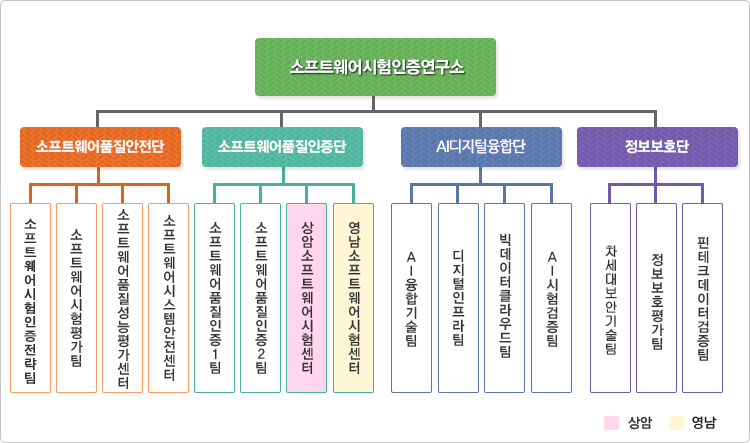 소프트웨어시험인증연구소
소프트웨어품질안전단
소프트웨어품질인증단
AI디지털융합단
정보보호단
소프트웨어시험인증전략팀
소프트웨어시험평가팀
소프트웨어품질성능평가센터
소프트웨어시스템안전센터
소프트웨어품질인증1팀
소프트웨어품질인증2팀
상암소프트웨어시험센터
영남소프트웨어시험센터
AI융합기술팀
디지털인프라팀
빅데이터클라우드팀
AI시험검증팀
차세대보안기술팀
정보보호평가팀
핀테크데이터검증팀
상암
영남